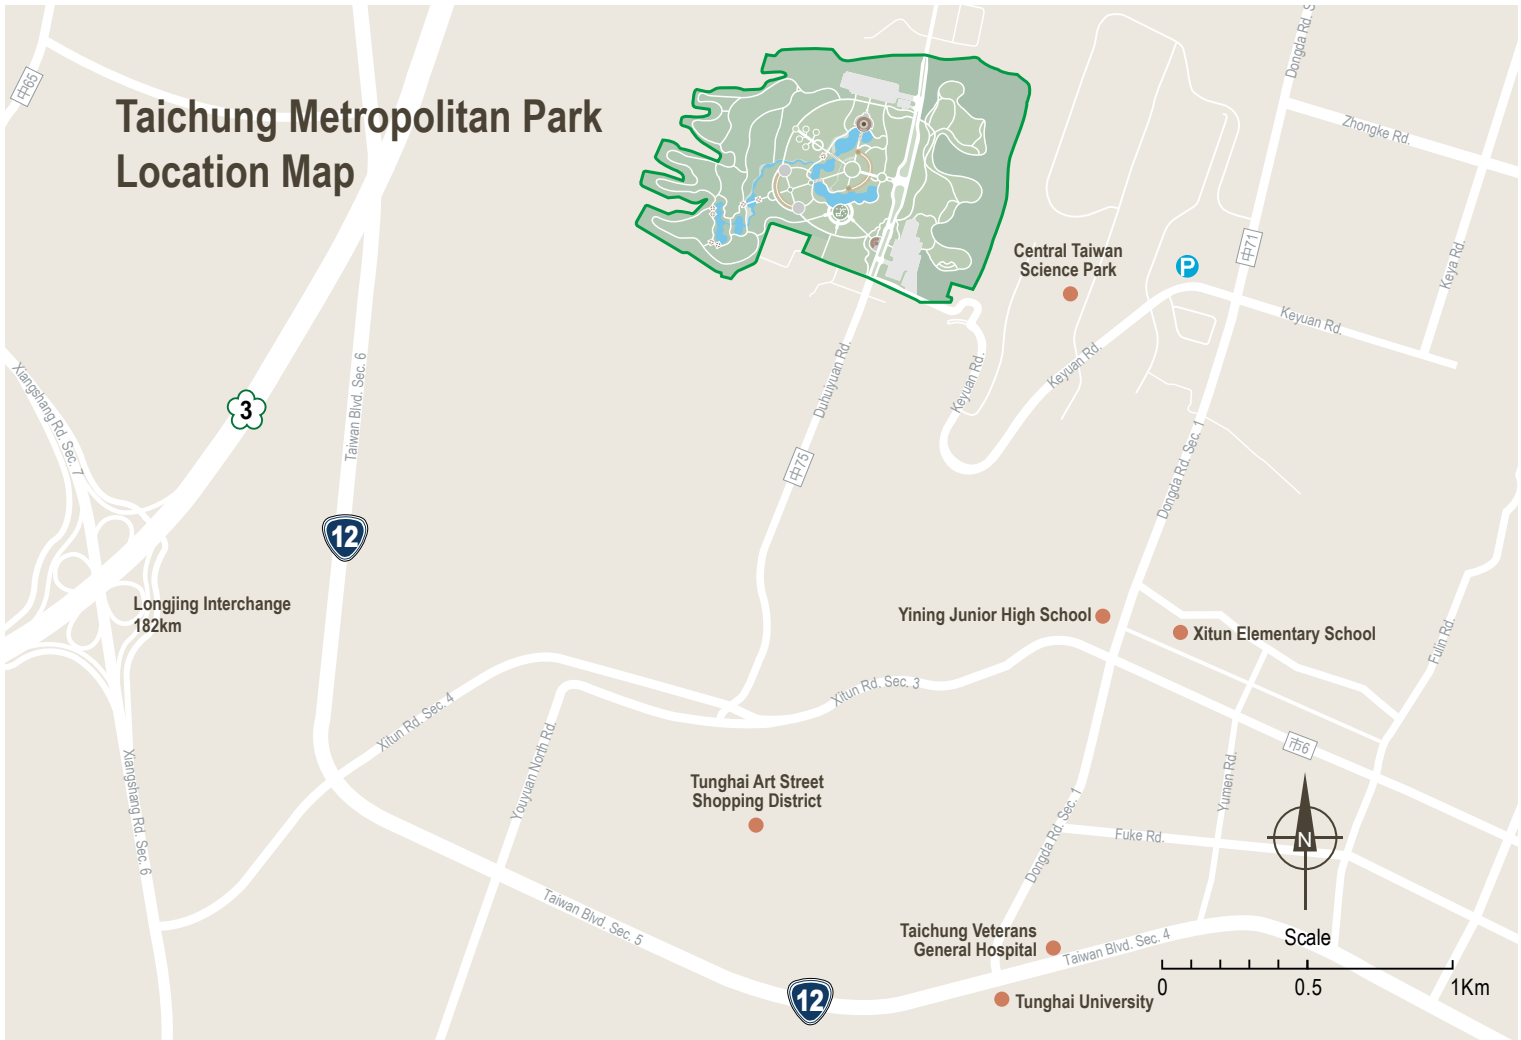 Taichung Metropolitan Park
Location Map
中65
Dongda Rd. S
Zhongke Rd.
Central Taiwan
Science Park
P
中71
Keya Rd.
Keyuan Rd.
Keyuan Rd.
Keyuan Rd.
Duhuiyuan Rd.
Taiwan Blvd. Sec. 6
Xiangshang Rd. Sec. 7
3
中75
Dongda Rd. Sec. 1
12
Longjing Interchange
182km
Yining Junior High School
Xitun Elementary School
Fulin Rd.
Xitun Rd. Sec. 3
Xitun Rd. Sec. 4
Youyuan North Rd.
市6
Yumen Rd.
Xiangshang Rd. Sec. 6
Tunghai Art Street
Shopping District
Dongda Rd. Sec. 1
Fuke Rd.
N
Taiwan Blvd. Sec. 5
Taichung Veterans
General Hospital
Taiwan Blvd. Sec. 4
Scale
0 0.5 1Km
12
Tunghai University